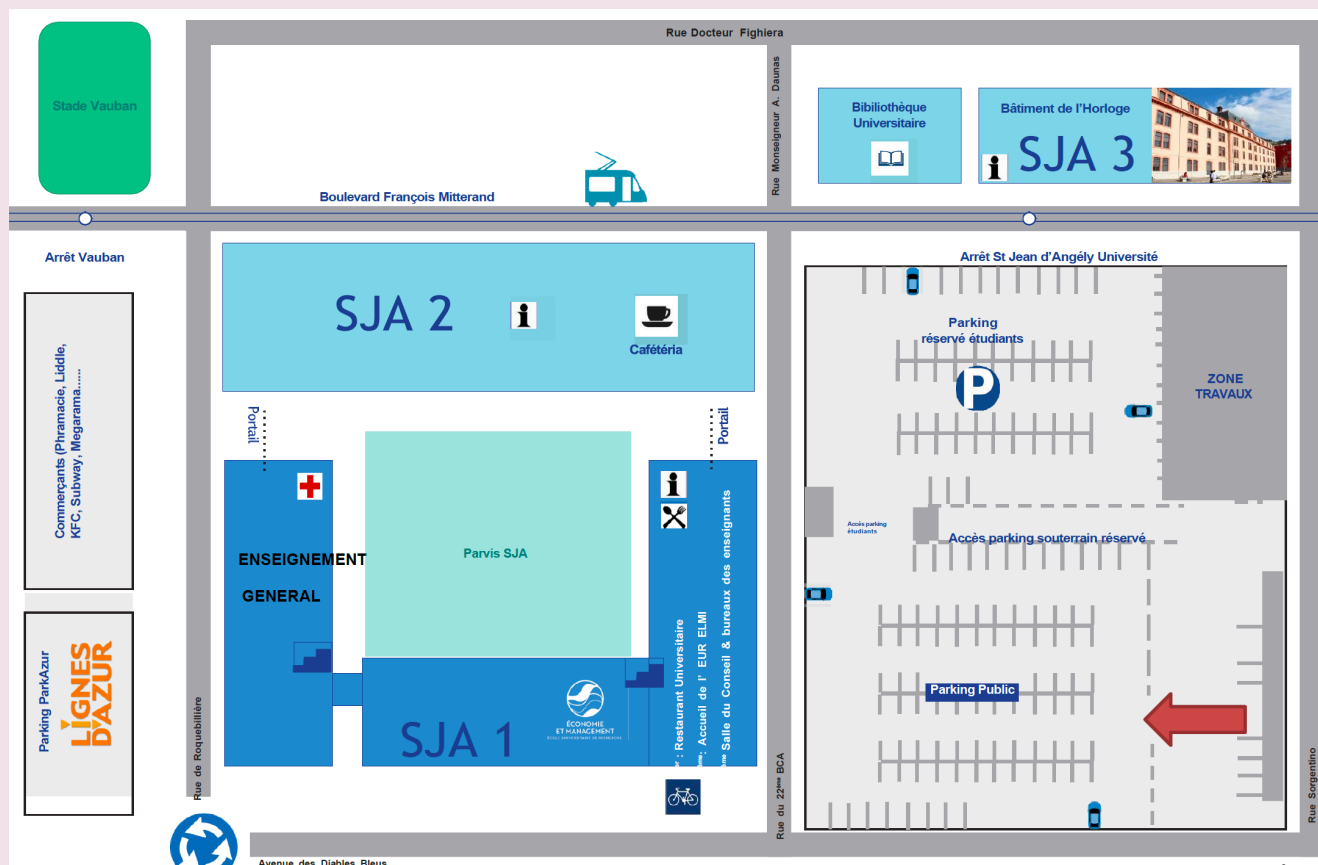 Rue Docteur Fighiera
Stade Vauban
Rue Monseigneur A. Daunas
Bibliothèque
Universitaire
Bâtiment de l'Horloge
i SJA 3
Boulevard François Mitterand
Arrêt Vauban
Arrêt St Jean d'Angély Université
SJA 2
i
Cafétéria
Parking
réservé étudiants
P
ZONE
TRAVAUX
Commerçants (Phramacie, Liddle,
KFC, Subway, Megarama......
Portail
Portail
i
ENSEIGNEMENT
GENERAL
Parvis SJA
Accès parking
étudiants
Accès parking souterrain réservé
: Restaurant Universitaire
: Accueil de l' EUR ELMI
ème Salle du Conseil & bureaux des enseignants
Parking ParkAzur
LIGNES
D'AZUR
Rue de Roquebillière
SJA 1
ÉCONOMIE
ET MANAGEMENT
Parking Public
Rue du 22ème BCA
Rue Sorgentino
Avenue des Diables Bleus